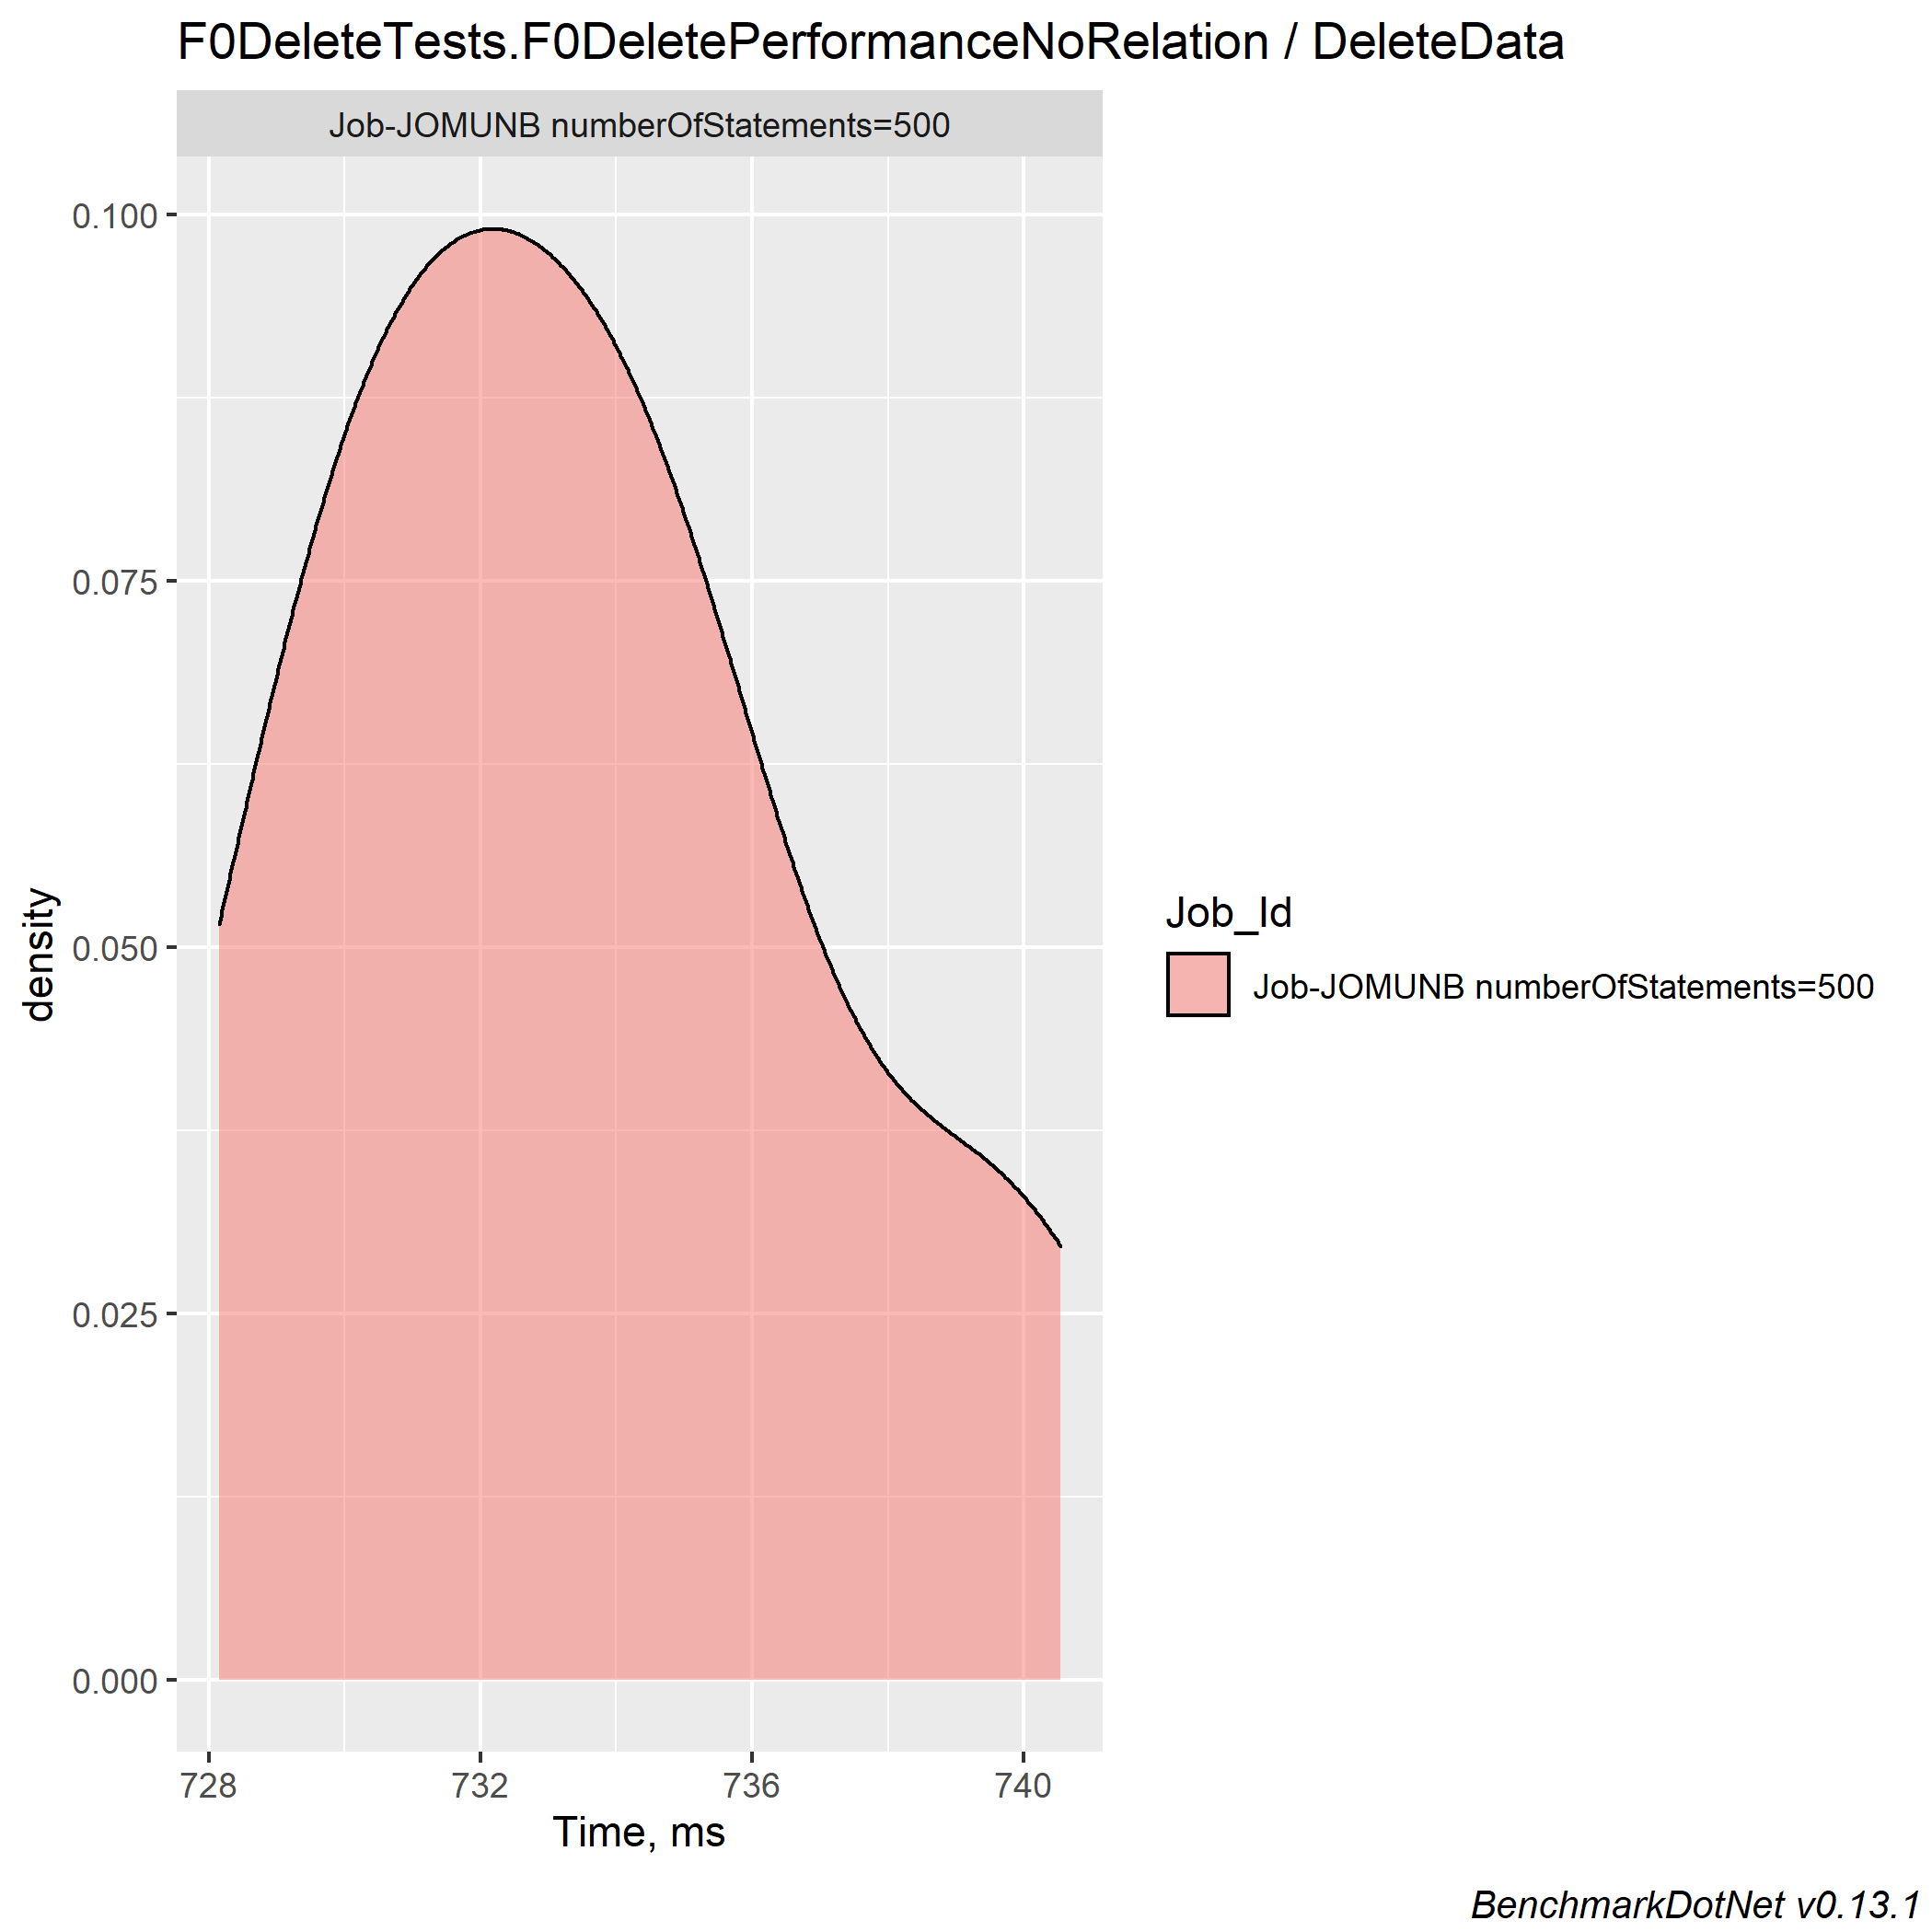 F0DeleteTests.F0DeletePerformanceNoRelation / DeleteData
Job-JOMUNB numberOfStatements=500
0.100
0.075
0.050
0.025
0.000
density
728 732 736 740
Time, ms
Job_Id
Job-JOMUNB numberOfStatements=500
BenchmarkDotNet v0.13.1